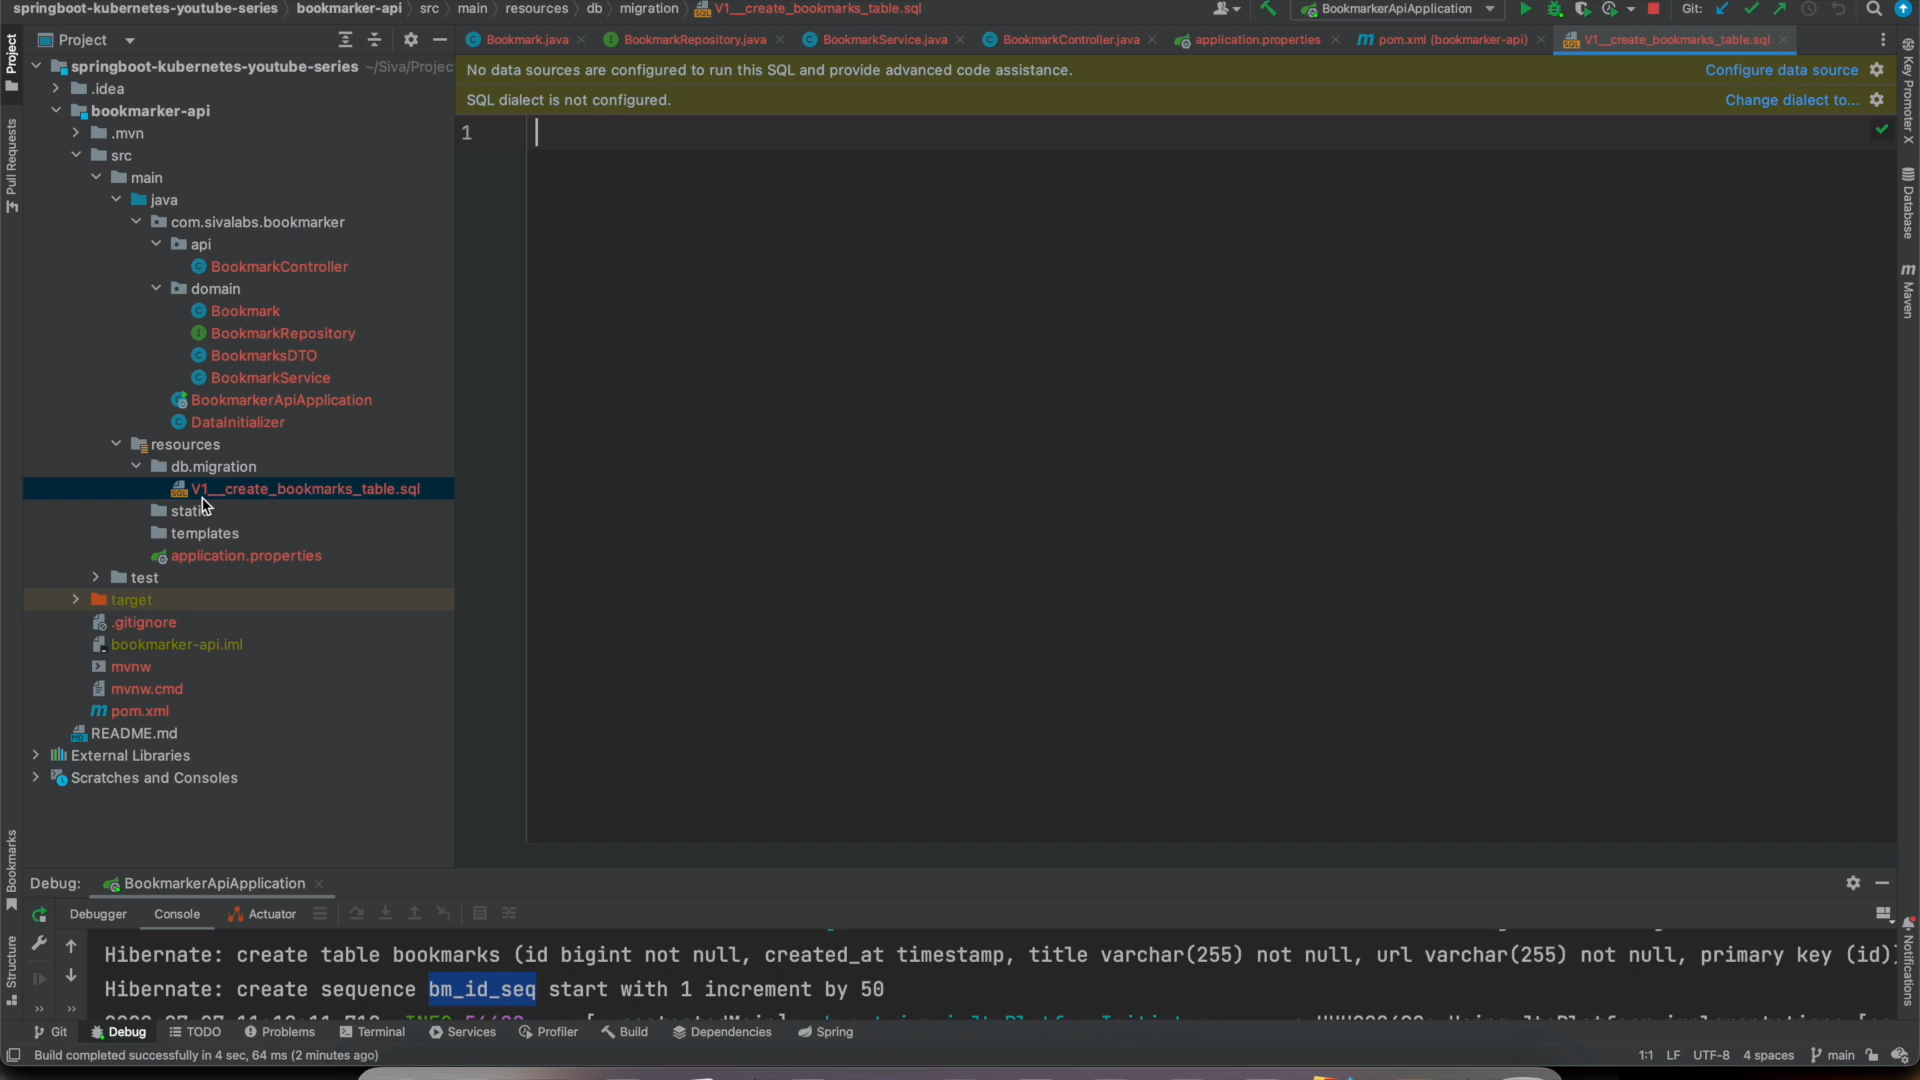 springboot-kubernetes-youtube-series 〉 bookmarker-api 〉 src 〉 main 〉 resources 〉 db 〉 migration 〉 V1__create_bookmarks_table.sql
BookmarkerApiApplication
Git:
Project
Bookmark.java
BookmarkRepository.java
BookmarkService.java
BookmarkController.java
application.properties
pom.xml (bookmarker-api)
V1__create_bookmarks_table.sql
No data sources are configured to run this SQL and provide advanced code assistance.
Configure data source
SQL dialect is not configured.
Change dialect to...
1
springboot-kubernetes-youtube-series ~/Siva/Projec
.idea
bookmarker-api
.mvn
src
main
java
com.sivalabs.bookmarker
api
BookmarkController
domain
Bookmark
BookmarkRepository
BookmarksDTO
BookmarkService
BookmarkerApiApplication
DataInitializer
resources
db.migration
V1__create_bookmarks_table.sql
templates
application.properties
test
target
.gitignore
bookmarker-api.iml
mvnw
mvnw.cmd
pom.xml
README.md
External Libraries
Scratches and Consoles
Project
Pull Requests
Bookmarks
Structure
Key Promoter X
Database
Maven
Notifications
Debug:
BookmarkerApiApplication
Debugger
Console
Actuator
Hibernate: create table bookmarks (id bigint not null, created_at timestamp, title varchar(255) not null, url varchar(255) not null, primary key (id))
Hibernate: create sequence bm_id_seq start with 1 increment by 50
Git
Debug
TODO
Problems
Terminal
Services
Profiler
Build
Dependencies
Spring
Build completed successfully in 4 sec, 64 ms (2 minutes ago)
1:1 LF UTF-8 4 spaces main